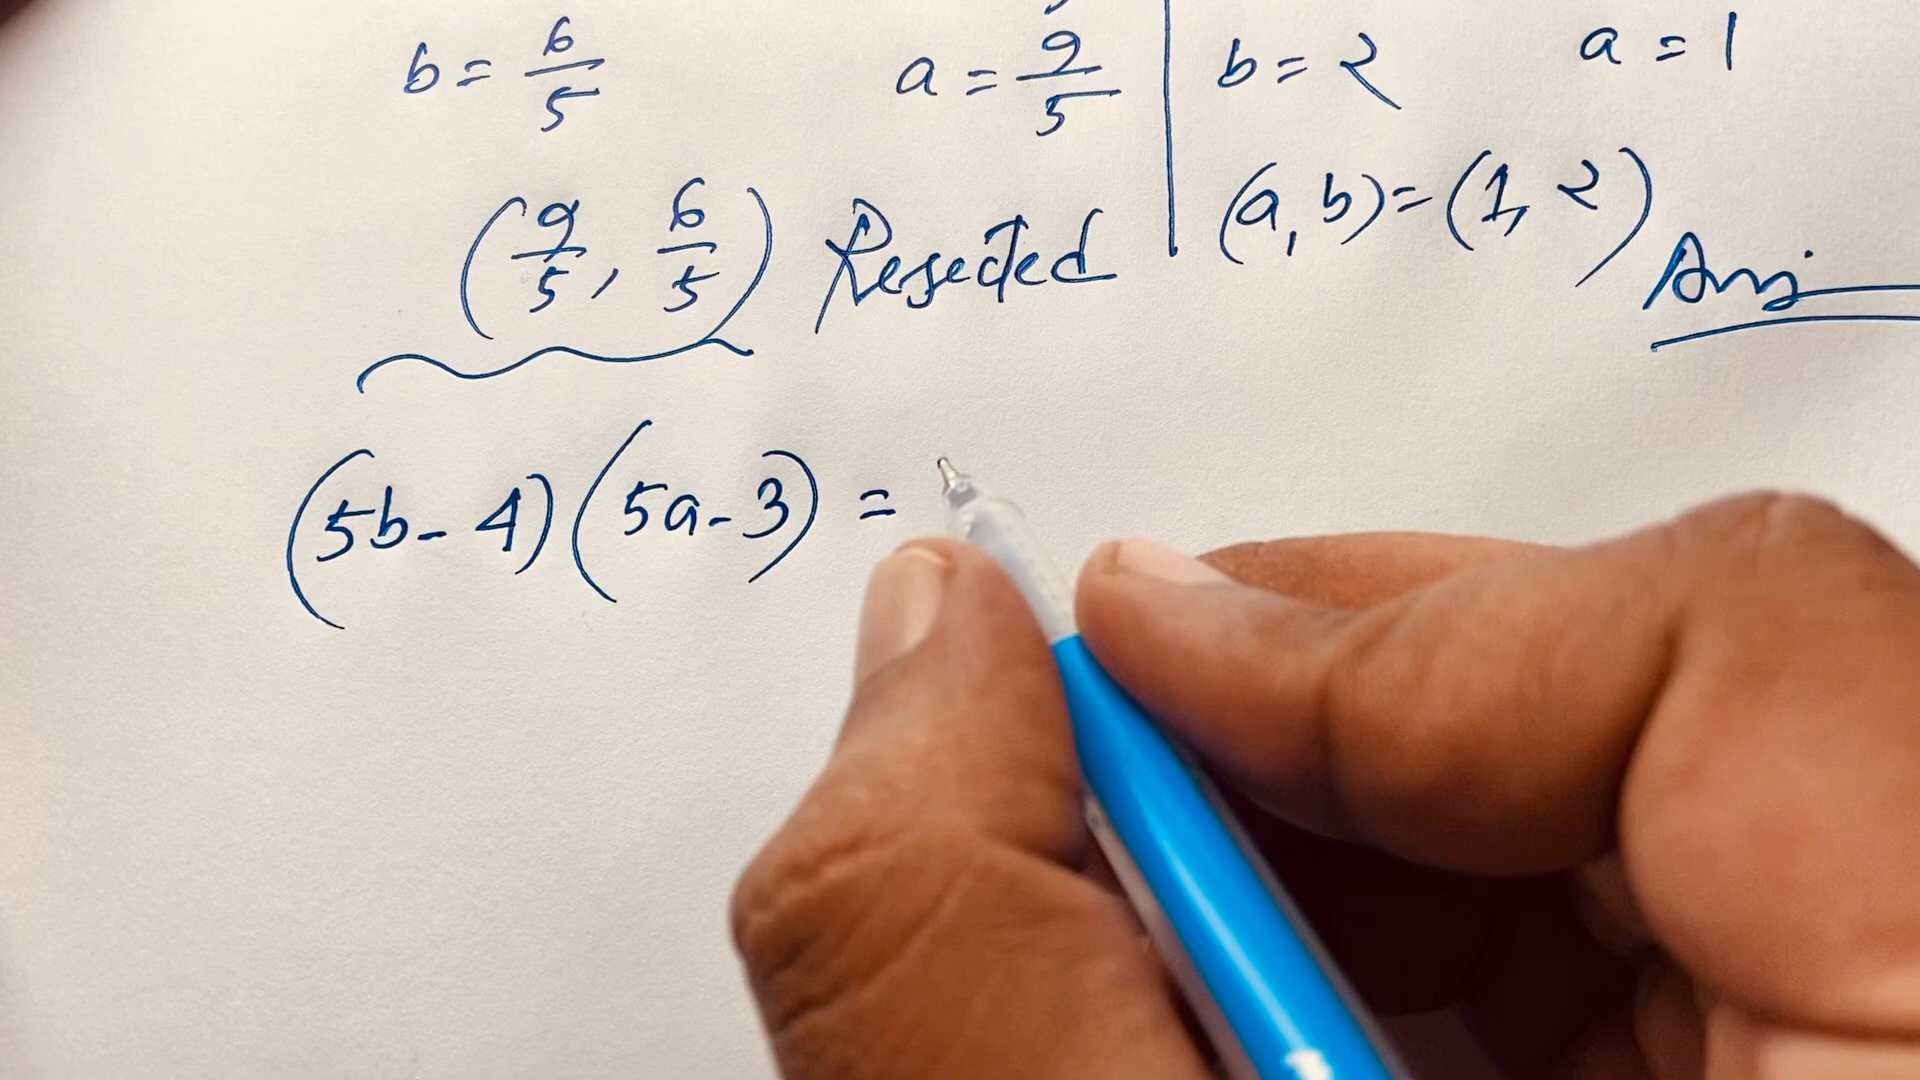 b = 6/5 a = 9/5 b = 2 a = 1
(9/5, 6/5) Rejected (a, b) = (1, 2) Ans
(5b - 4)(5a - 3) =